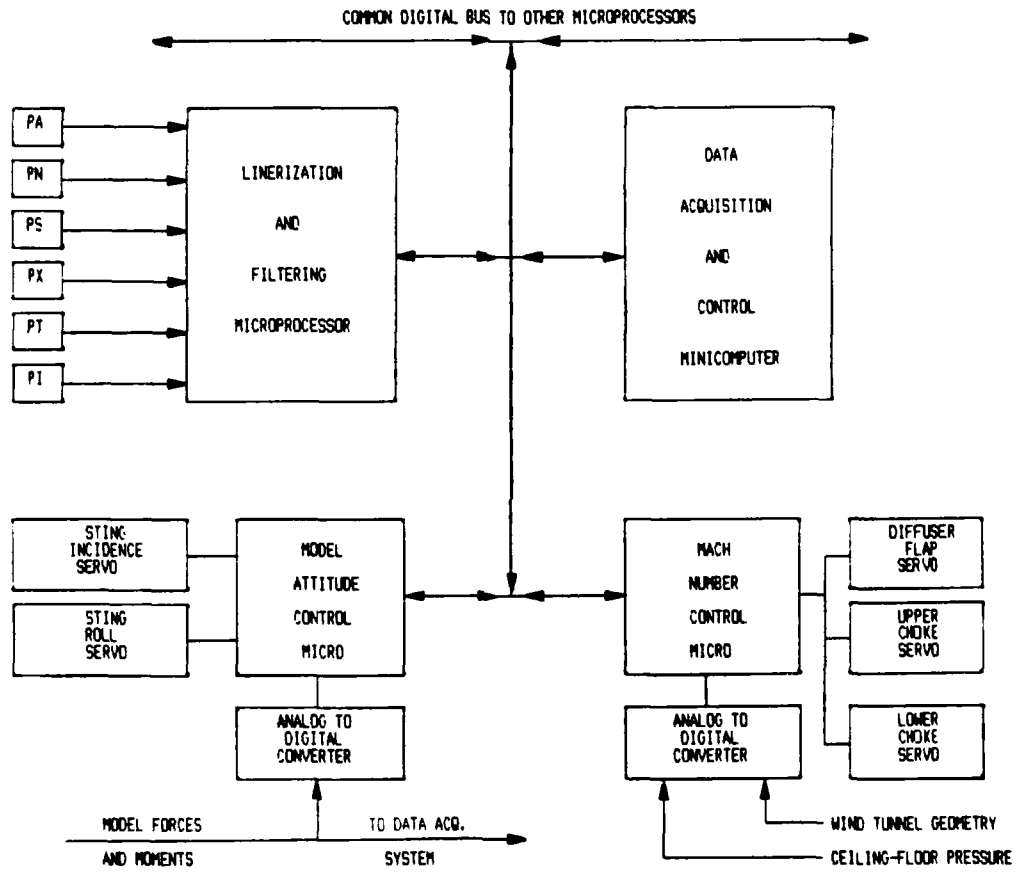 COMMON DIGITAL BUS TO OTHER MICROPROCESSORS
PA
PN
PS
PX
PT
PI
LINERIZATION
AND
FILTERING
MICROPROCESSOR
DATA
ACQUISITION
AND
CONTROL
MINICOMPUTER
STING
INCIDENCE
SERVO
STING
ROLL
SERVO
MODEL
ATTITUDE
CONTROL
MICRO
ANALOG TO
DIGITAL
CONVERTER
MODEL FORCES
AND MOMENTS
TO DATA ACQ.
SYSTEM
MACH
NUMBER
CONTROL
MICRO
ANALOG TO
DIGITAL
CONVERTER
DIFFUSER
FLAP
SERVO
UPPER
CHOKE
SERVO
LOWER
CHOKE
SERVO
WIND TUNNEL GEOMETRY
CEILING-FLOOR PRESSURE